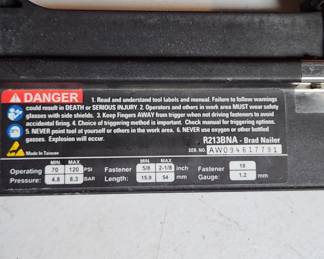 DANGER
1. Read and understand tool labels and manual. Failure to follow warnings
could result in DEATH or SERIOUS INJURY. 2. Operators and others in work area MUST wear safety
glasses with side shields. 3. Keep Fingers AWAY from trigger when not driving fasteners to avoid
accidental firing. 4. Choice of triggering method is important. Check manual for triggering options.
5. NEVER point tool at yourself or others in the work area. 6. NEVER use oxygen or other bottled
gasses. Explosion will occur.
R213BNA - Brad Nailer
SER. NO. AW094617791
Made in Taiwan
MIN MAX MIN MAX
Operating 70 120 PSI Fastener 5/8 2-1/8 Inch Fastener 18
Pressure: 4.8 8.3 BAR Length: 15.9 54 mm Gauge: 1.2 mm